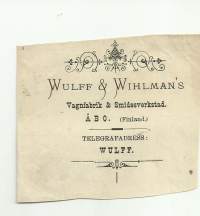 WULFF & WIHLMAN'S
Vagnfabrik & Smidesverkstad.
ÅBO. (Finland.)
TELEGRAFADRESS:
WULFF.